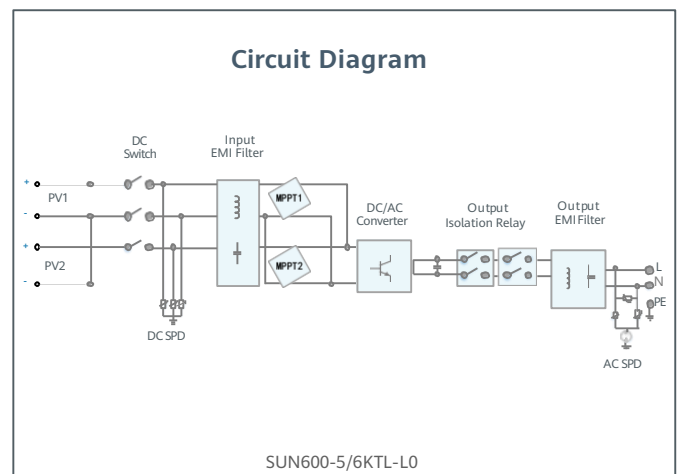 Circuit Diagram
DC
Switch
Input
EMI Filter
+
PV1
-
+
PV2
-
MPPT1
MPPT2
DC SPD
DC/AC
Converter
Output
Isolation Relay
Output
EMI Filter
L
N
PE
AC SPD
SUN600-5/6KTL-L0